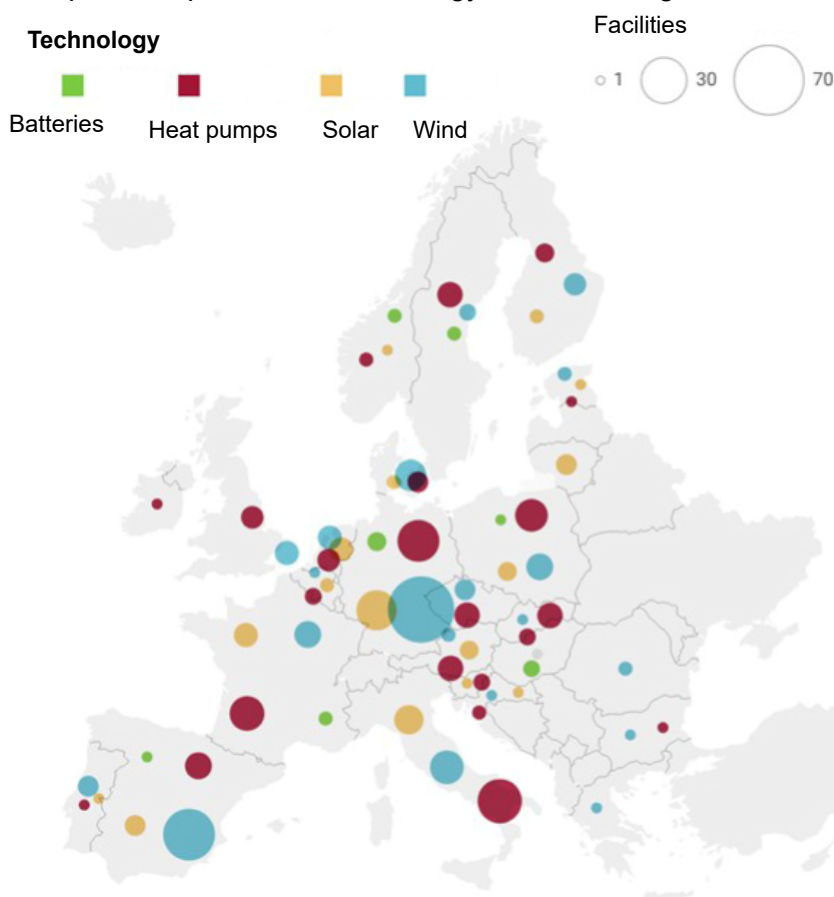 Technology
Facilities
1
30
70
Batteries
Heat pumps
Solar
Wind